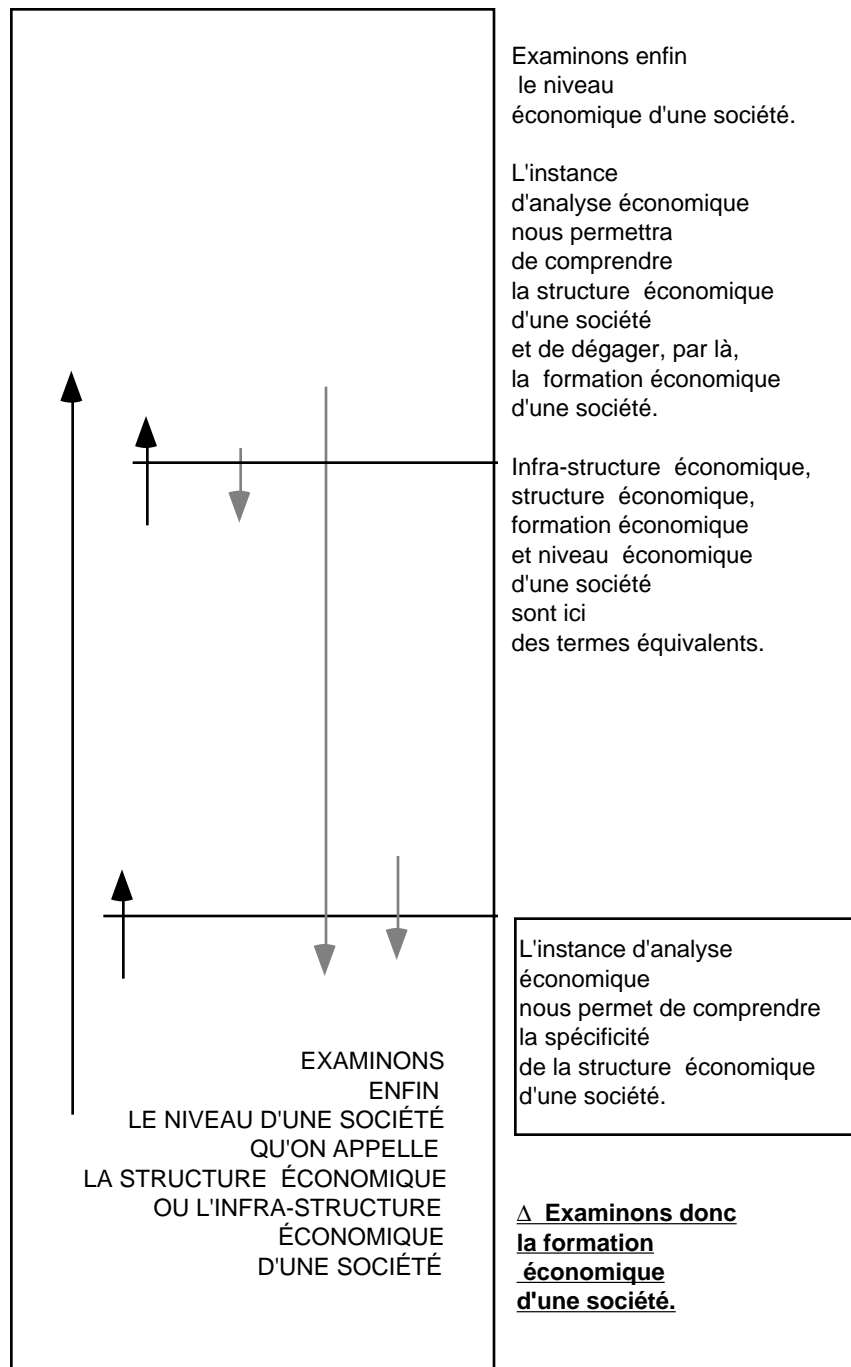 Examinons enfin
le niveau
économique d'une société.
L'instance
d'analyse économique
nous permettra
de comprendre
la structure économique
d'une société
et de dégager, par là,
la formation économique
d'une société.
Infra-structure économique,
structure économique,
formation économique
et niveau économique
d'une société
sont ici
des termes équivalents.
L'instance d'analyse
économique
nous permet de comprendre
la spécificité
de la structure économique
d'une société.
EXAMINONS
ENFIN
LE NIVEAU D'UNE SOCIÉTÉ
QU'ON APPELLE
LA STRUCTURE ÉCONOMIQUE
OU L'INFRA-STRUCTURE
ÉCONOMIQUE
D'UNE SOCIÉTÉ
∆ Examinons donc
la formation
économique
d'une société.